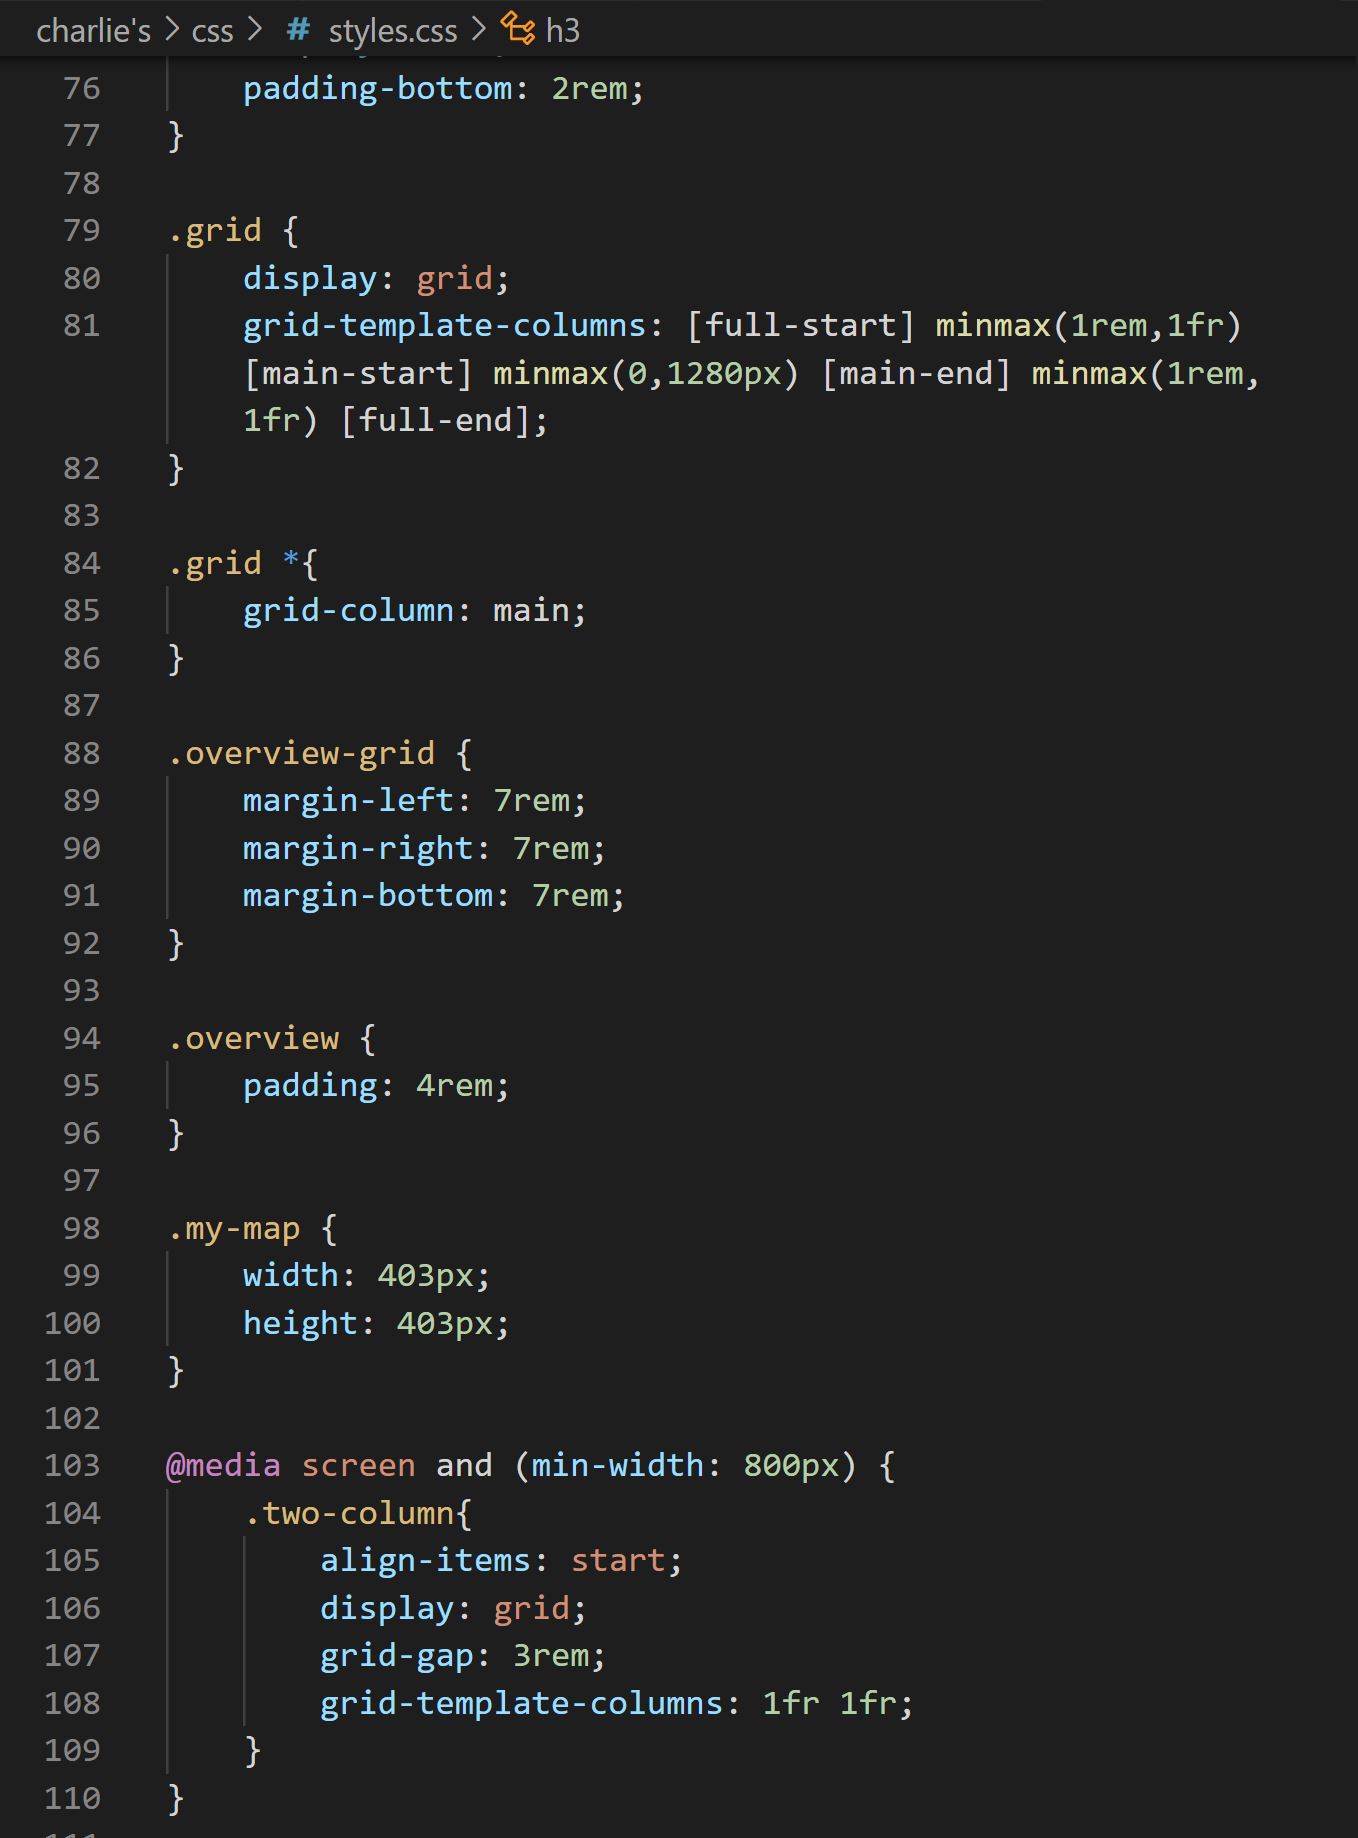 charlie's > css > # styles.css > h3
76 padding-bottom: 2rem;
77 }
78
79 .grid {
80 display: grid;
81 grid-template-columns: [full-start] minmax(1rem,1fr)
[main-start] minmax(0,1280px) [main-end] minmax(1rem,
1fr) [full-end];
82 }
83
84 .grid *{
85 grid-column: main;
86 }
87
88 .overview-grid {
89 margin-left: 7rem;
90 margin-right: 7rem;
91 margin-bottom: 7rem;
92 }
93
94 .overview {
95 padding: 4rem;
96 }
97
98 .my-map {
99 width: 403px;
100 height: 403px;
101 }
102
103 @media screen and (min-width: 800px) {
104 .two-column{
105 align-items: start;
106 display: grid;
107 grid-gap: 3rem;
108 grid-template-columns: 1fr 1fr;
109 }
110 }